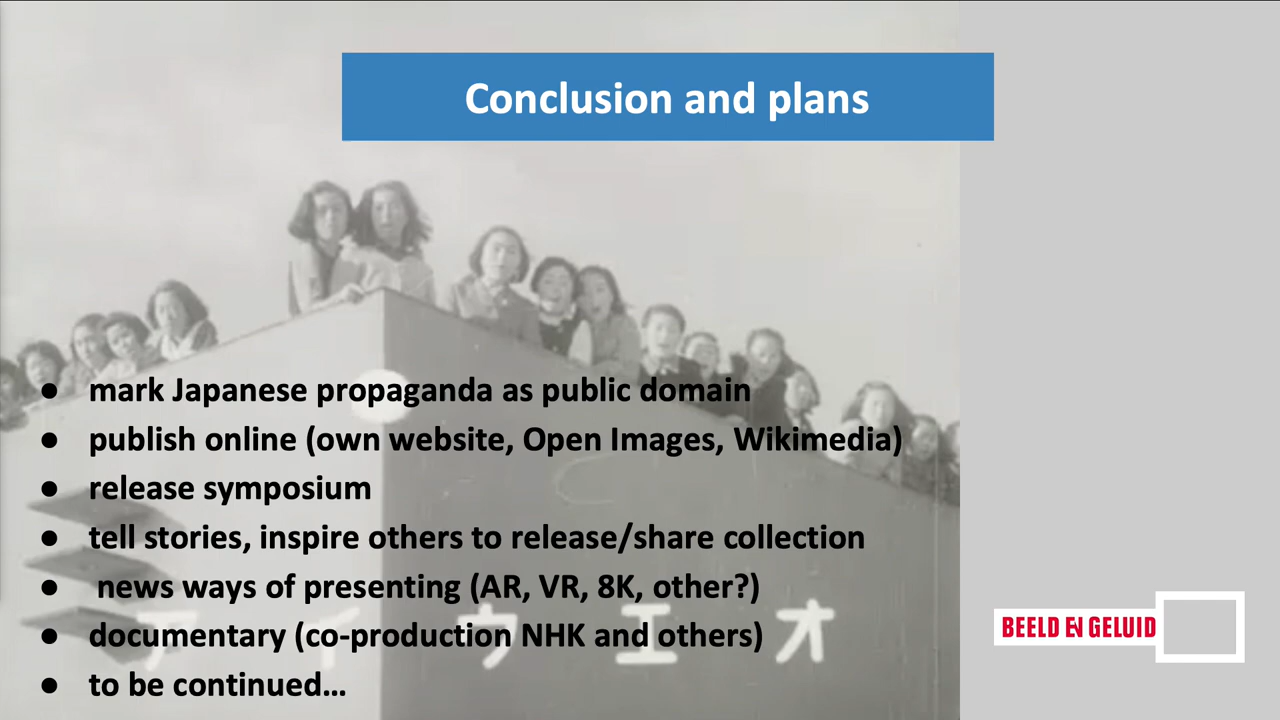 Conclusion and plans
● mark Japanese propaganda as public domain
● publish online (own website, Open Images, Wikimedia)
● release symposium
● tell stories, inspire others to release/share collection
● news ways of presenting (AR, VR, 8K, other?)
● documentary (co-production NHK and others)
● to be continued…
ア イ ウ エ オ
BEELD EN GELUID